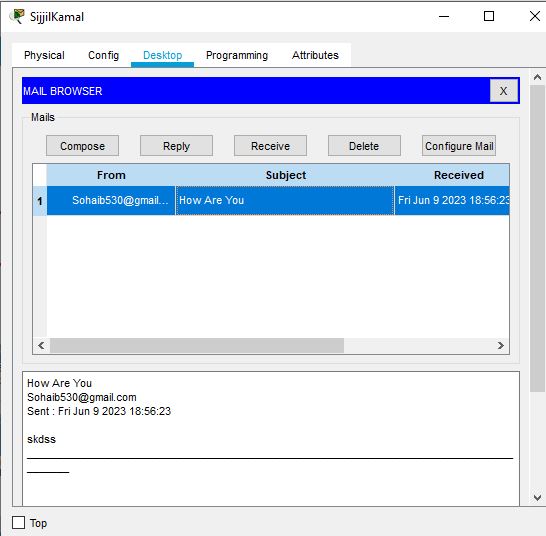 SijjilKamal
Physical Config Desktop Programming Attributes
MAIL BROWSER X
Mails
Compose Reply Receive Delete Configure Mail
From Subject Received
1 Sohaib530@gmail... How Are You Fri Jun 9 2023 18:56:23
How Are You
Sohaib530@gmail.com
Sent : Fri Jun 9 2023 18:56:23
skdss
Top